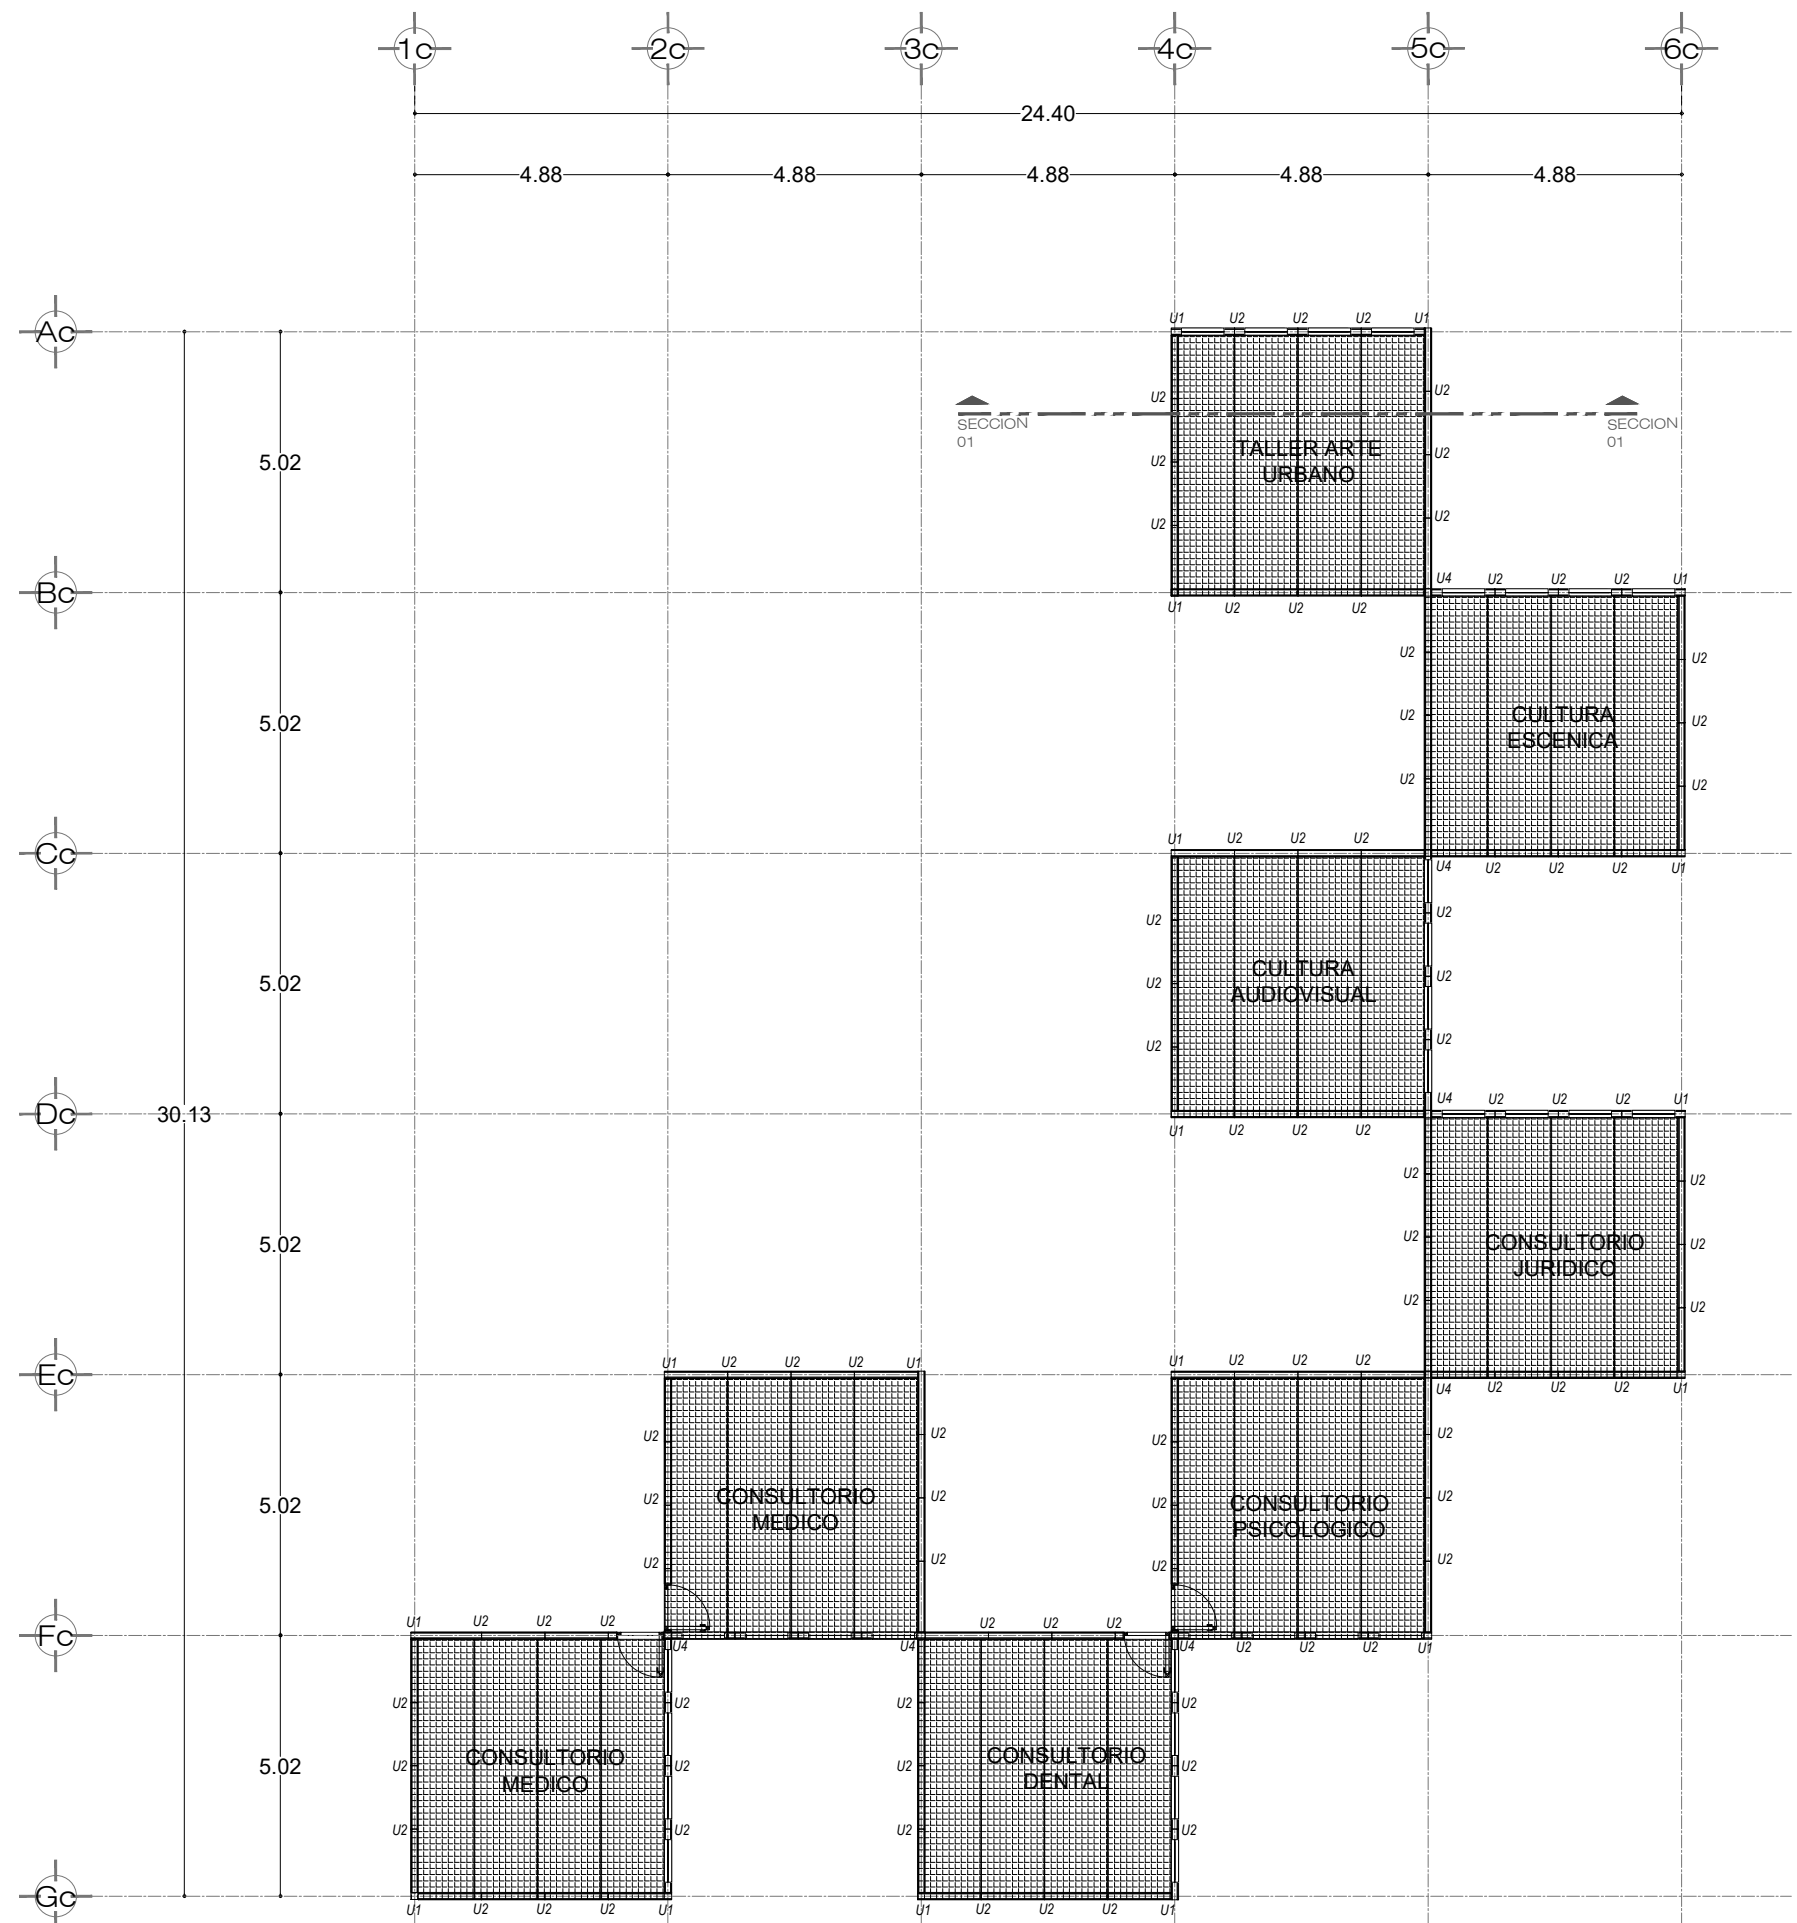 1c 2c 3c 4c 5c 6c
24.40
4.88 4.88 4.88 4.88 4.88
Ac
U1 U2 U2 U2 U1
U2 U2
SECCION 01
SECCION 01
5.02
TALLER ARTE
URBANO
U2 U2
U2 U2
Bc
U4 U2 U2 U2 U1
U1 U2 U2 U2
U2 U2
5.02
CULTURA
ESCENICA
U2 U2
U2 U2
Cc
U1 U2 U2 U2
U4 U2 U2 U2 U1
U2 U2
5.02
CULTURA
AUDIOVISUAL
U2 U2
U2 U2
Dc
30.13
U4 U2 U2 U2 U1
U1 U2 U2 U2
U2 U2
5.02
CONSULTORIO
JURIDICO
U2 U2
U2 U2
Ec
U1 U2 U2 U2 U1
U1 U2 U2 U2
U4 U2 U2 U2 U1
U2 U2 U2 U2
5.02
CONSULTORIO
MEDICO
CONSULTORIO
PSICOLOGICO
U2 U2 U2 U2
U2 U2 U2 U2
Fc
U1 U2 U2 U2
U2 U2 U2
U4 U4 U4 U2 U2 U2 U1
U2 U2 U2 U2
5.02
CONSULTORIO
MEDICO
CONSULTORIO
DENTAL
U2 U2 U2 U2
U2 U2 U2 U2
Gc
U1 U2 U2 U2 U1
U1 U2 U2 U2 U1